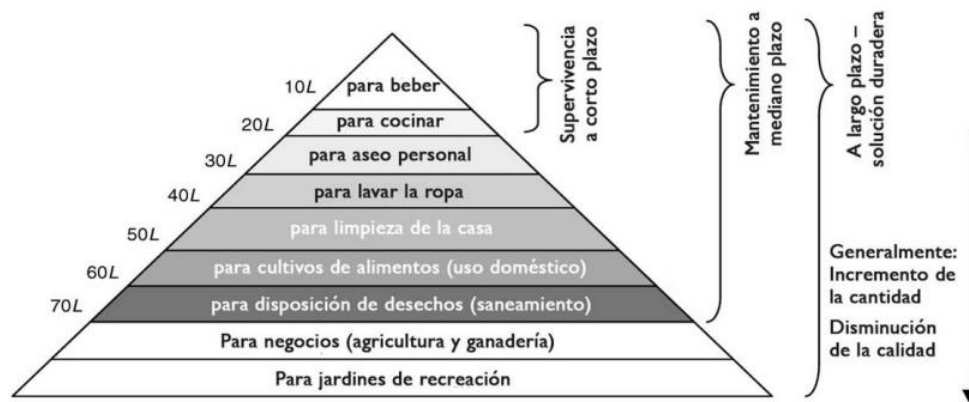 10L para beber
20L para cocinar
30L para aseo personal
40L para lavar la ropa
50L para limpieza de la casa
60L para cultivos de alimentos (uso doméstico)
70L para disposición de desechos (saneamiento)
Para negocios (agricultura y ganadería)
Para jardines de recreación
Supervivencia
a corto plazo
Mantenimiento a
mediano plazo
A largo plazo –
solución duradera
Generalmente:
Incremento de
la cantidad
Disminución
de la calidad